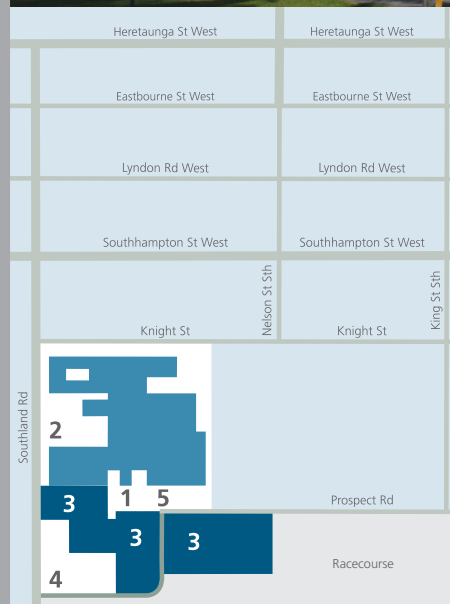 Heretaunga St West
Heretaunga St West
Eastbourne St West
Eastbourne St West
Lyndon Rd West
Lyndon Rd West
Southhampton St West
Southhampton St West
Nelson St Sth
King St Sth
Knight St
Knight St
Southland Rd
2
3
1
5
Prospect Rd
3
3
Racecourse
4